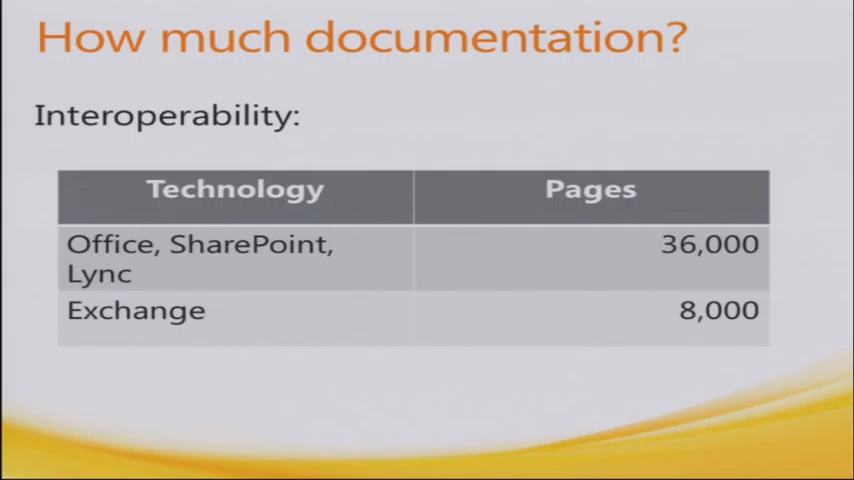 How much documentation?
Interoperability:
Technology Pages
Office, SharePoint, 36,000
Lync
Exchange 8,000